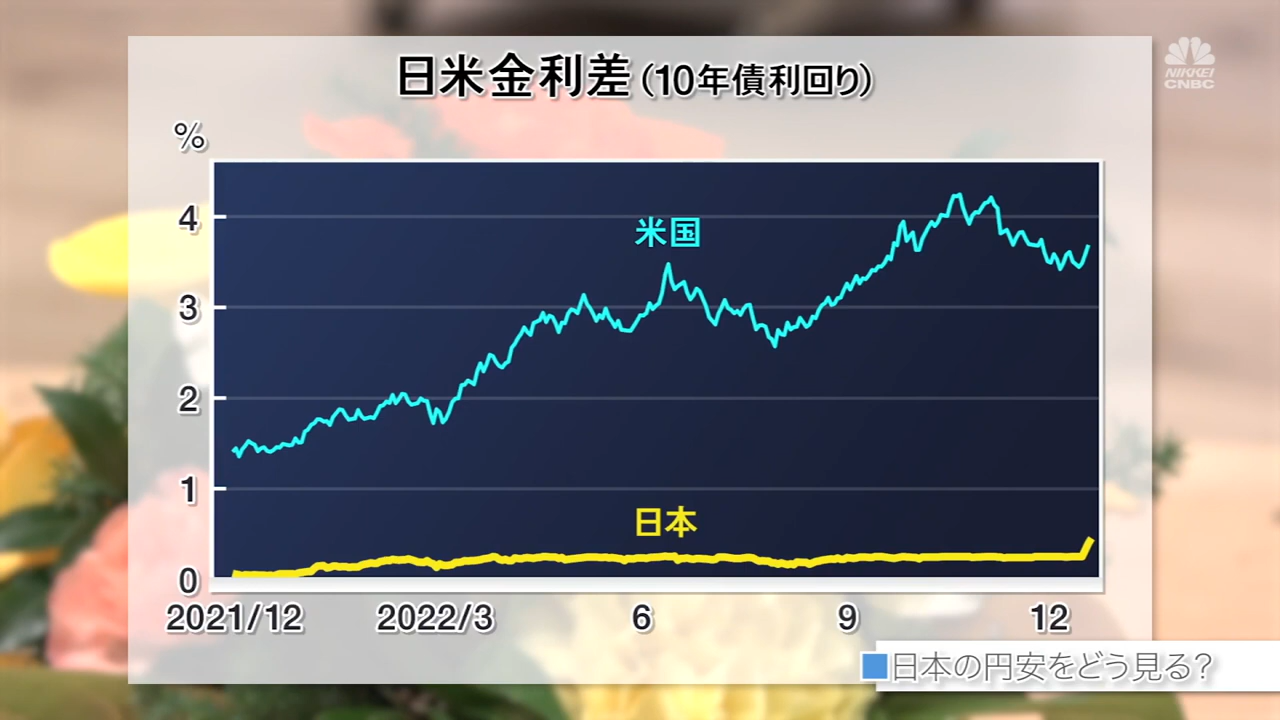 日米金利差(10年債利回り)
NIKKEI
CNBC
%
4
米国
3
2
1
日本
0
2021/12 2022/3 6 9 12
日本の円安をどう見る?